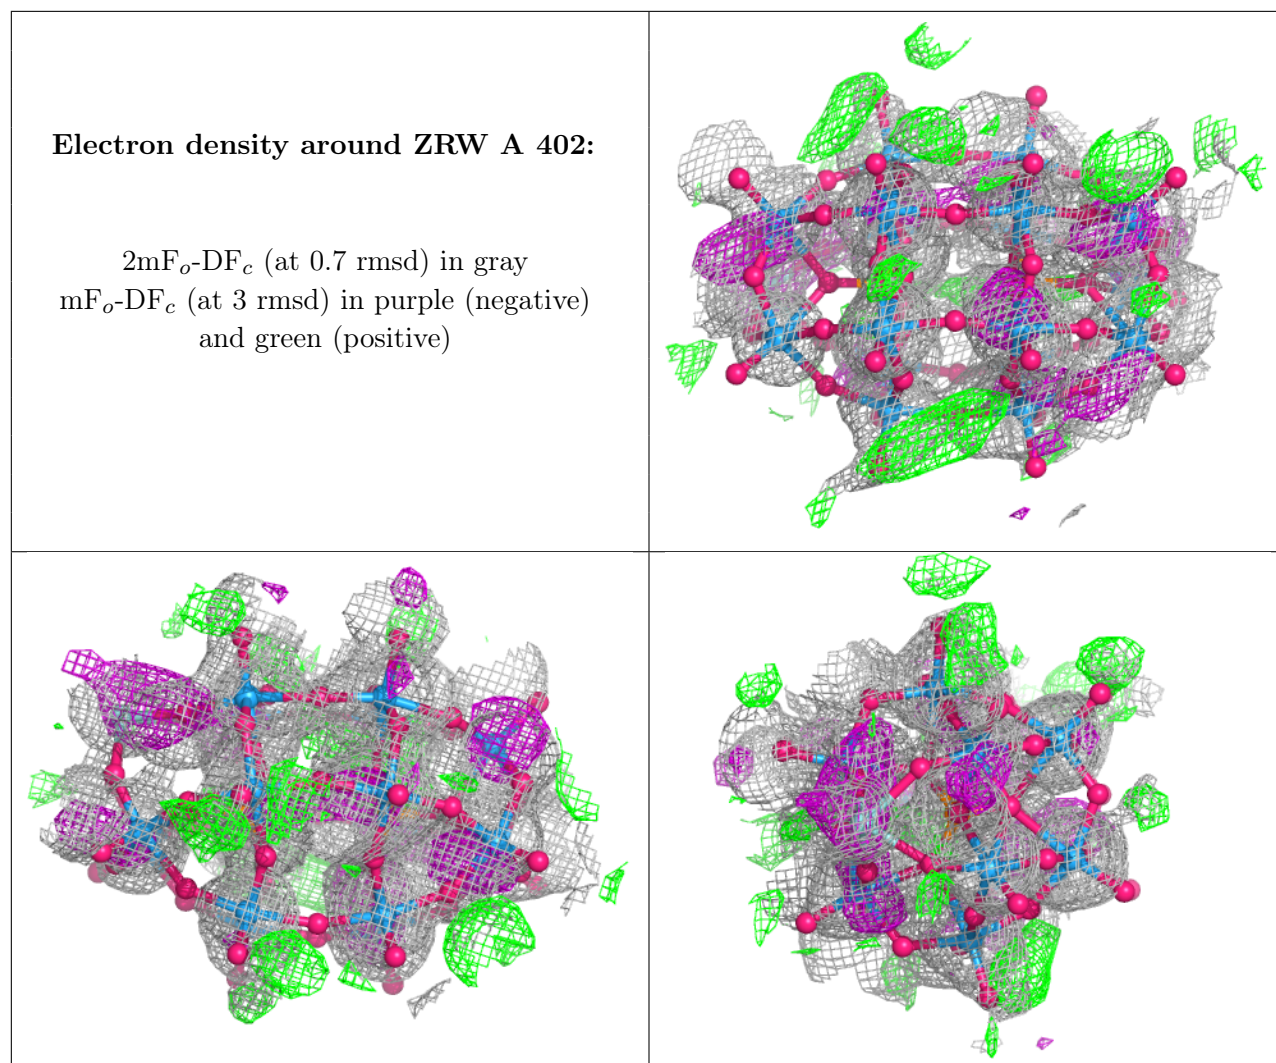 Electron density around ZRW A 402:
2mFo-DFc (at 0.7 rmsd) in gray
mFo-DFc (at 3 rmsd) in purple (negative)
and green (positive)